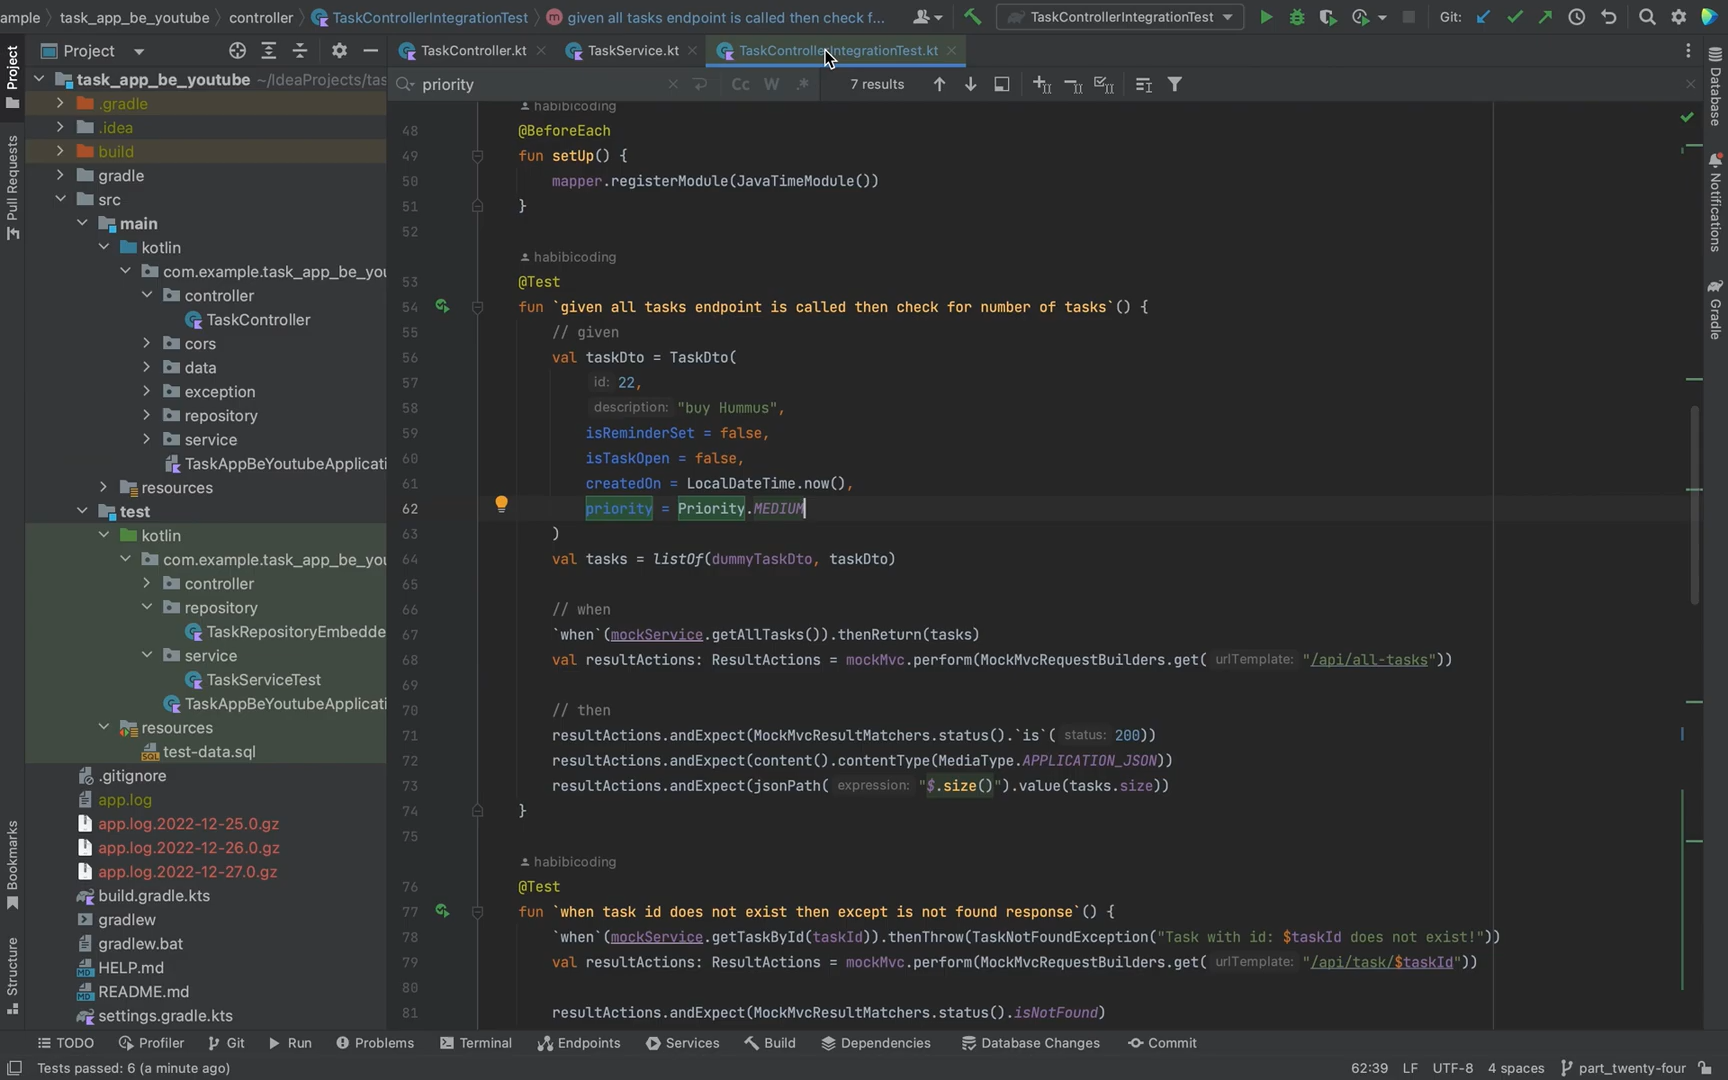 ample › task_app_be_youtube › controller › TaskControllerIntegrationTest › m given all tasks endpoint is called then check f... TaskControllerIntegrationTest Git:
Project
TaskController.kt TaskService.kt TaskControllerIntegrationTest.kt
priority Cc W .* 7 results
task_app_be_youtube ~/IdeaProjects/tas
.gradle
.idea
build
gradle
src
main
kotlin
com.example.task_app_be_you
controller
TaskController
cors
data
exception
repository
service
TaskAppBeYoutubeApplicati
resources
test
kotlin
com.example.task_app_be_you
controller
repository
TaskRepositoryEmbedde
service
TaskServiceTest
TaskAppBeYoutubeApplicati
resources
test-data.sql
.gitignore
app.log
app.log.2022-12-25.0.gz
app.log.2022-12-26.0.gz
app.log.2022-12-27.0.gz
build.gradle.kts
gradlew
gradlew.bat
HELP.md
README.md
settings.gradle.kts
habibicoding
48 @BeforeEach
49 fun setUp() {
50 mapper.registerModule(JavaTimeModule())
51 }
52
habibicoding
53 @Test
54 fun `given all tasks endpoint is called then check for number of tasks`() {
55 // given
56 val taskDto = TaskDto(
57 id: 22,
58 description: "buy Hummus",
59 isReminderSet = false,
60 isTaskOpen = false,
61 createdOn = LocalDateTime.now(),
62 priority = Priority.MEDIUM
63 )
64 val tasks = listOf(dummyTaskDto, taskDto)
65
66 // when
67 `when`(mockService.getAllTasks()).thenReturn(tasks)
68 val resultActions: ResultActions = mockMvc.perform(MockMvcRequestBuilders.get( urlTemplate: "/api/all-tasks"))
69
70 // then
71 resultActions.andExpect(MockMvcResultMatchers.status().`is`( status: 200))
72 resultActions.andExpect(content().contentType(MediaType.APPLICATION_JSON))
73 resultActions.andExpect(jsonPath( expression: "$.size()").value(tasks.size))
74 }
75
habibicoding
76 @Test
77 fun `when task id does not exist then except is not found response`() {
78 `when`(mockService.getTaskById(taskId)).thenThrow(TaskNotFoundException("Task with id: $taskId does not exist!"))
79 val resultActions: ResultActions = mockMvc.perform(MockMvcRequestBuilders.get( urlTemplate: "/api/task/$taskId"))
80
81 resultActions.andExpect(MockMvcResultMatchers.status().isNotFound)
Project
Pull Requests
Bookmarks
Structure
Database
Notifications
Gradle
TODO Profiler Git Run Problems Terminal Endpoints Services Build Dependencies Database Changes Commit
Tests passed: 6 (a minute ago) 62:39 LF UTF-8 4 spaces part_twenty-four